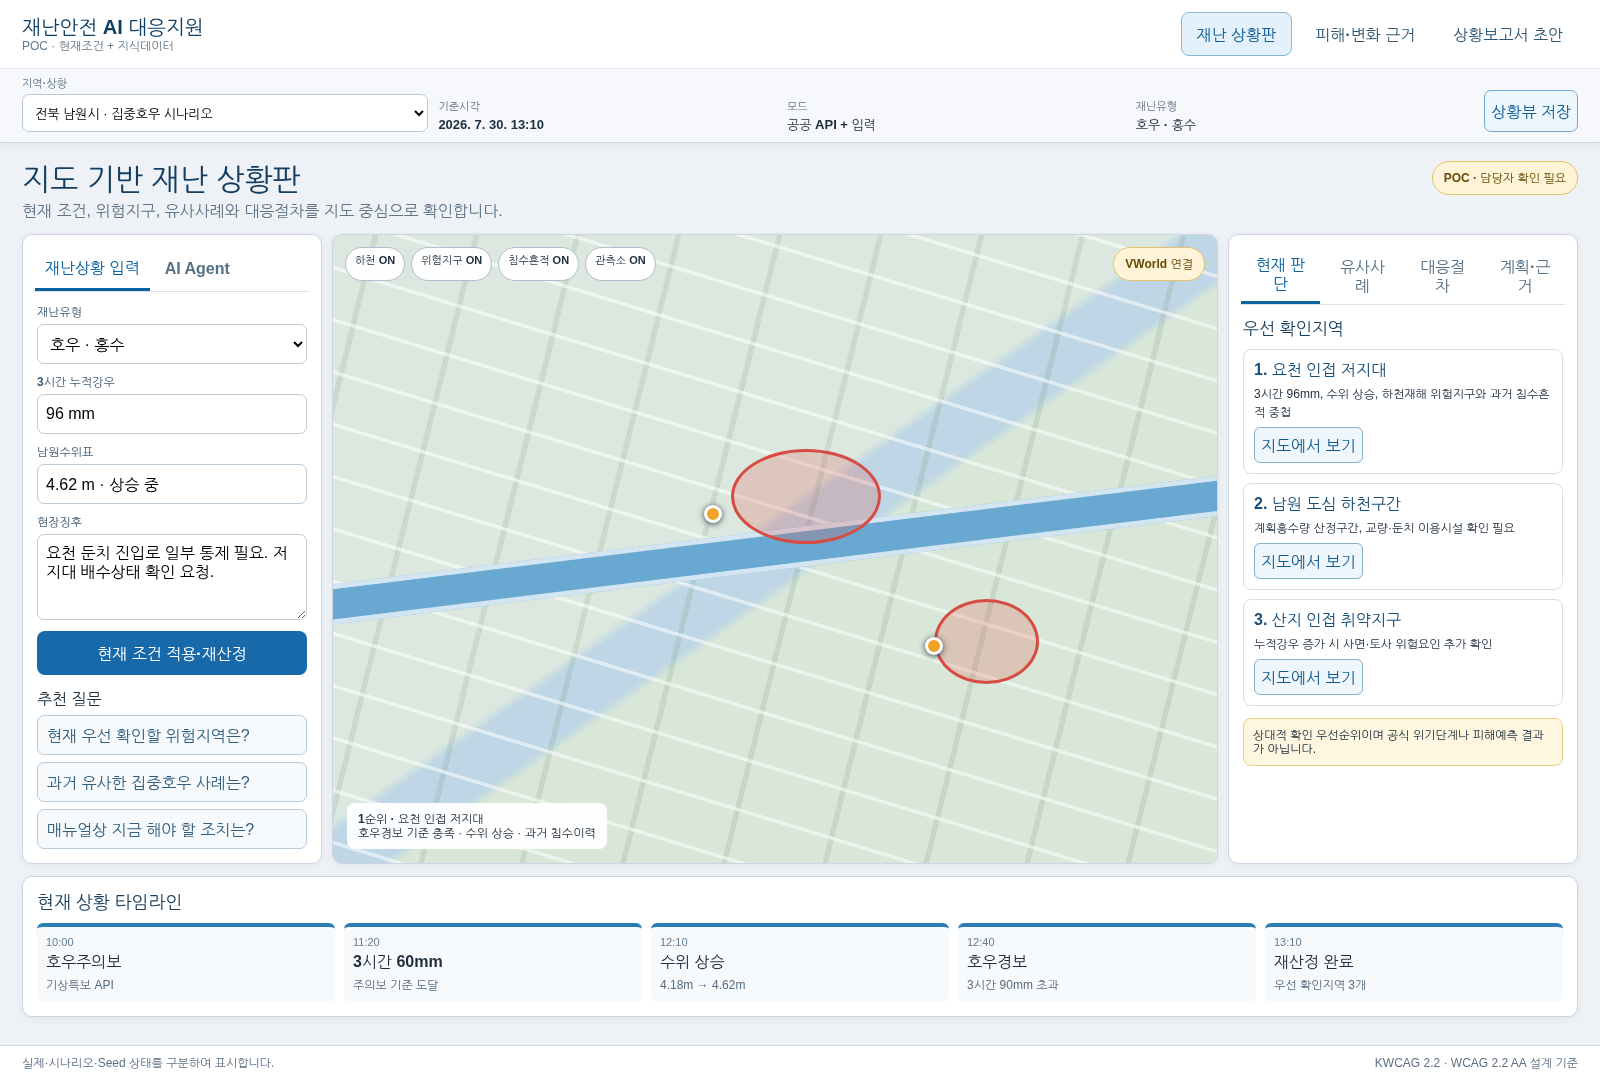 재난안전 AI 대응지원
POC · 현재조건 + 지식데이터
재난 상황판
피해·변화 근거
상황보고서 초안
지역·상황
전북 남원시 · 집중호우 시나리오
기준시각
2026. 7. 30. 13:10
모드
공공 API + 입력
재난유형
호우 · 홍수
상황뷰 저장
지도 기반 재난 상황판
현재 조건, 위험지구, 유사사례와 대응절차를 지도 중심으로 확인합니다.
POC · 담당자 확인 필요
재난상황 입력
AI Agent
재난유형
호우 · 홍수
3시간 누적강우
96 mm
남원수위표
4.62 m · 상승 중
현장징후
요천 둔치 진입로 일부 통제 필요. 저
지대 배수상태 확인 요청.
현재 조건 적용·재산정
추천 질문
현재 우선 확인할 위험지역은?
과거 유사한 집중호우 사례는?
매뉴얼상 지금 해야 할 조치는?
하천 ON
위험지구 ON
침수흔적 ON
관측소 ON
VWorld 연결
1순위 · 요천 인접 저지대
호우경보 기준 충족 · 수위 상승 · 과거 침수이력
현재 판
단
유사사
례
대응절
차
계획·근
거
우선 확인지역
1. 요천 인접 저지대
3시간 96mm, 수위 상승, 하천재해 위험지구와 과거 침수흔
적 중첩
지도에서 보기
2. 남원 도심 하천구간
계획홍수량 산정구간, 교량·둔치 이용시설 확인 필요
지도에서 보기
3. 산지 인접 취약지구
누적강우 증가 시 사면·토사 위험요인 추가 확인
지도에서 보기
상대적 확인 우선순위이며 공식 위기단계나 피해예측 결과
가 아닙니다.
현재 상황 타임라인
10:00
호우주의보
기상특보 API
11:20
3시간 60mm
주의보 기준 도달
12:10
수위 상승
4.18m → 4.62m
12:40
호우경보
3시간 90mm 초과
13:10
재산정 완료
우선 확인지역 3개
실제·시나리오·Seed 상태를 구분하여 표시합니다.
KWCAG 2.2 · WCAG 2.2 AA 설계 기준